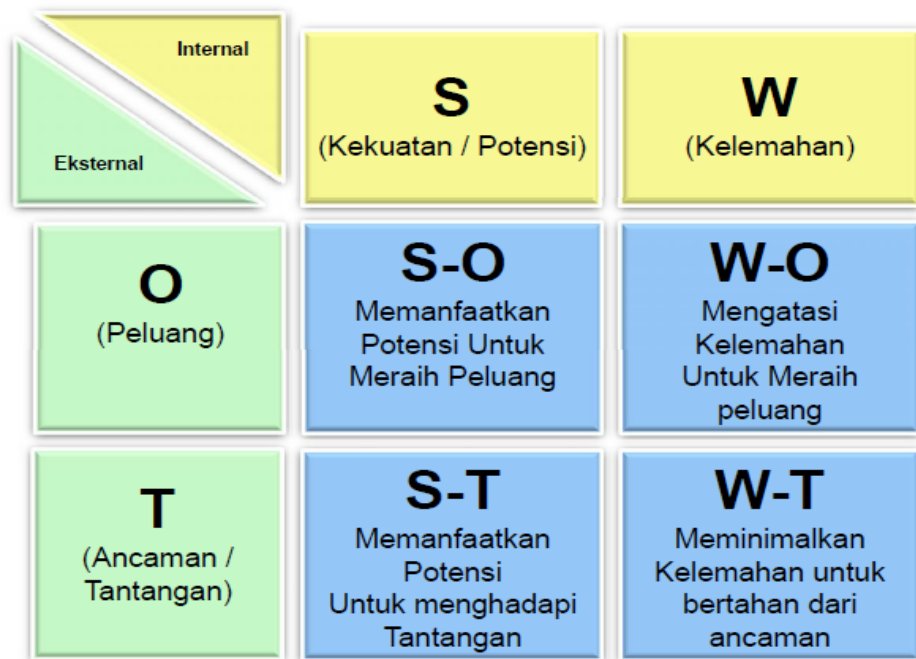 Internal
Eksternal
S
(Kekuatan / Potensi)
W
(Kelemahan)
O
(Peluang)
S-O
Memanfaatkan
Potensi Untuk
Meraih Peluang
W-O
Mengatasi
Kelemahan
Untuk Meraih
peluang
T
(Ancaman /
Tantangan)
S-T
Memanfaatkan
Potensi
Untuk menghadapi
Tantangan
W-T
Meminimalkan
Kelemahan untuk
bertahan dari
ancaman